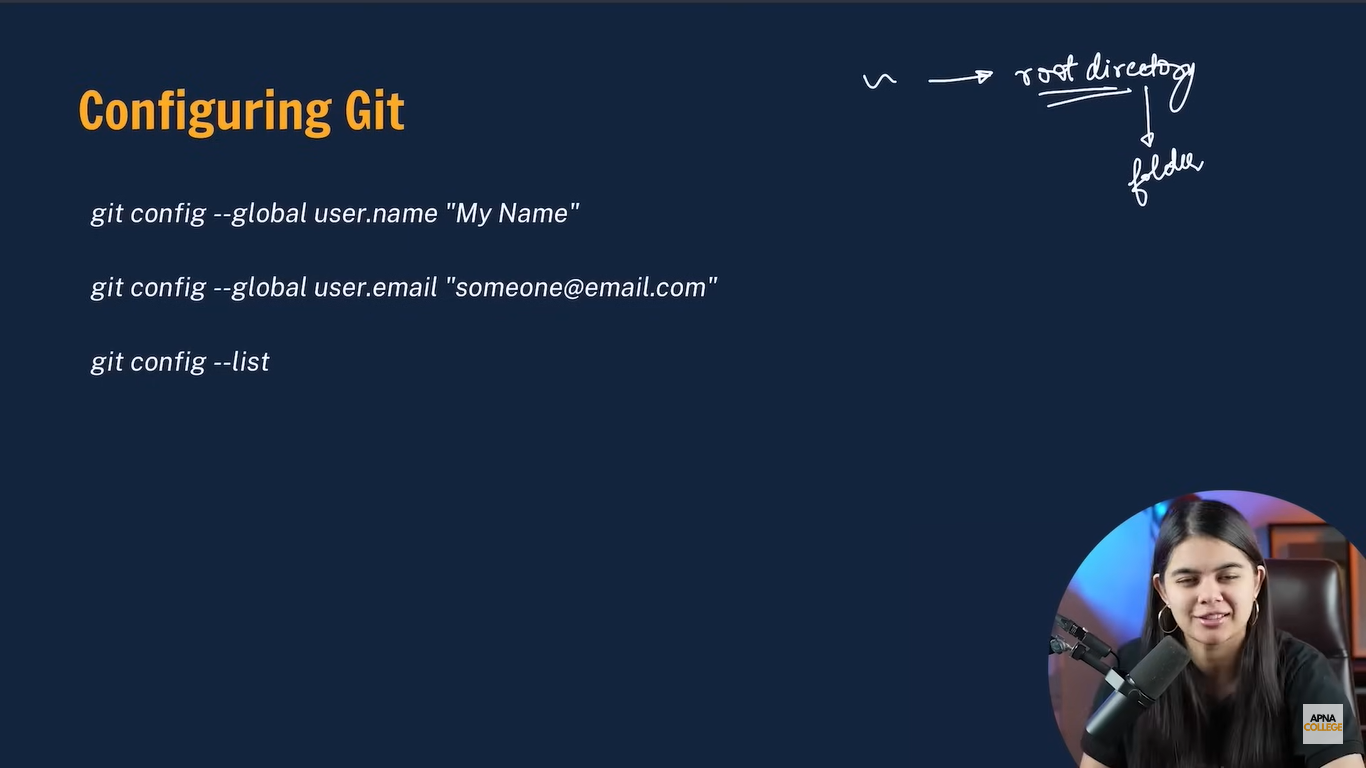 Configuring Git
~ → root directory
↓
folder
git config --global user.name "My Name"
git config --global user.email "someone@email.com"
git config --list
APNA
COLLEGE